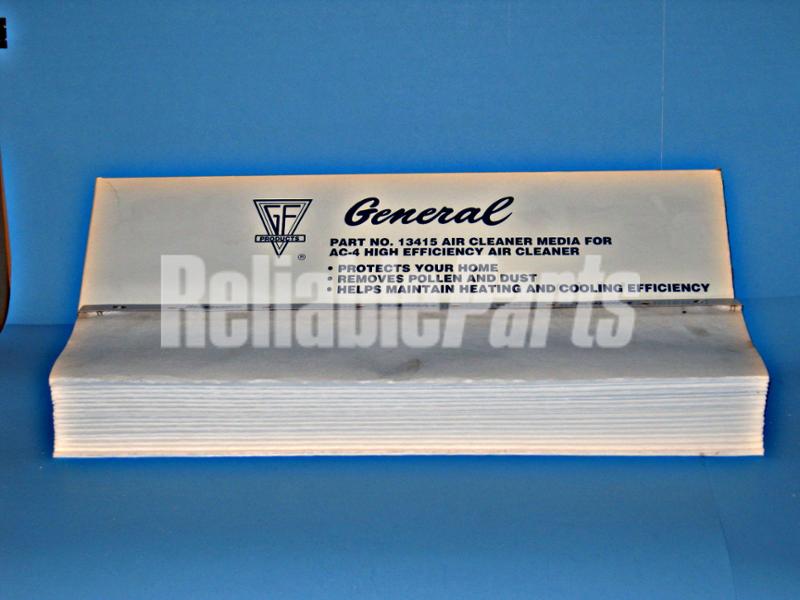 GF
PRODUCTS
®
General
PART NO. 13415 AIR CLEANER MEDIA FOR
AC-4 HIGH EFFICIENCY AIR CLEANER
• PROTECTS YOUR HOME
• REMOVES POLLEN AND DUST
• HELPS MAINTAIN HEATING AND COOLING EFFICIENCY
ReliableParts